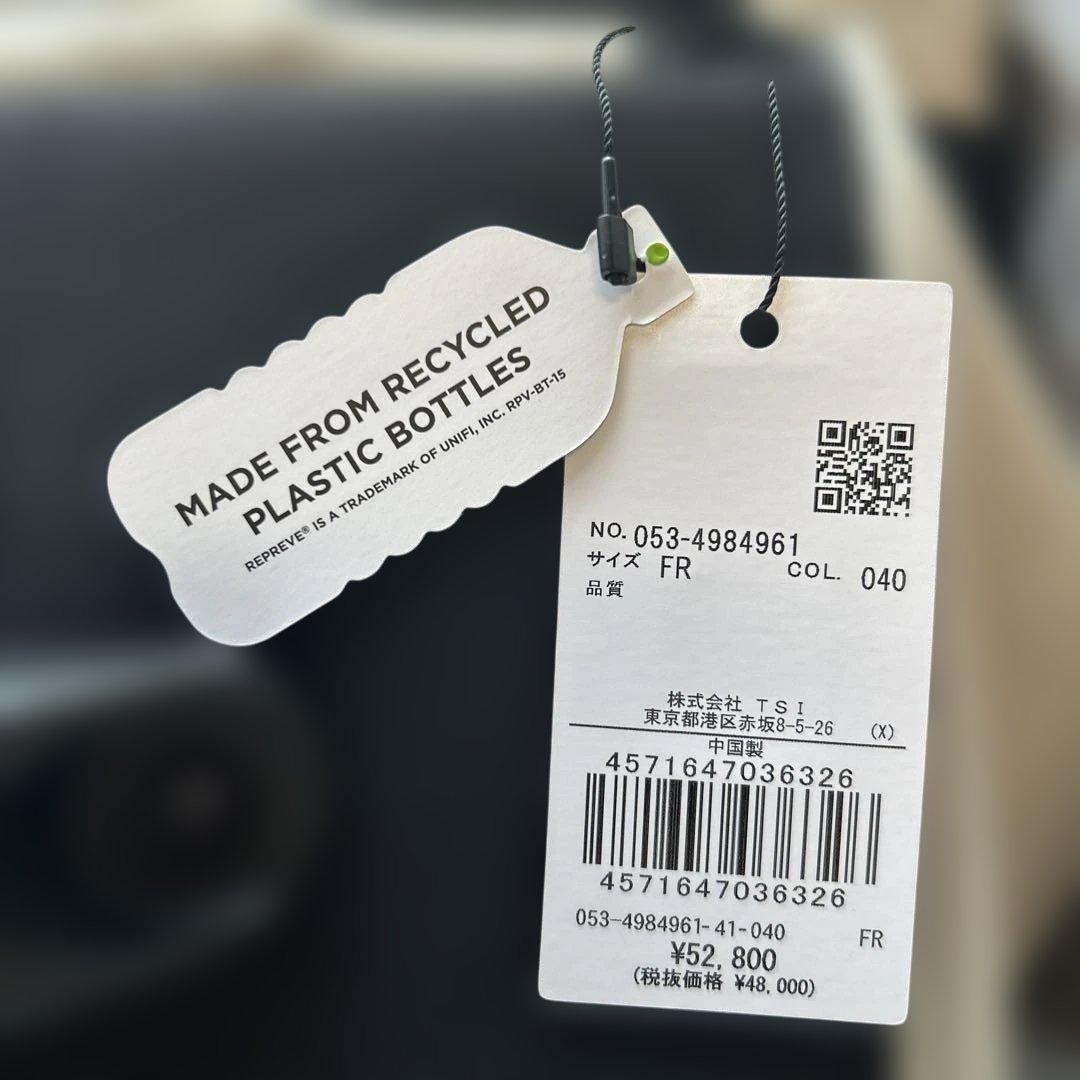 MADE FROM RECYCLED
PLASTIC BOTTLES
REPREVE® IS A TRADEMARK OF UNIFI, INC. RPV-BT-15
NO. 053-4984961
サイズ FR COL. 040
品質
株式会社 TSI
東京都港区赤坂8-5-26 (X)
中国製
4571647036326
4571647036326
053-4984961-41-040 FR
¥52,800
(税抜価格 ¥48,000)